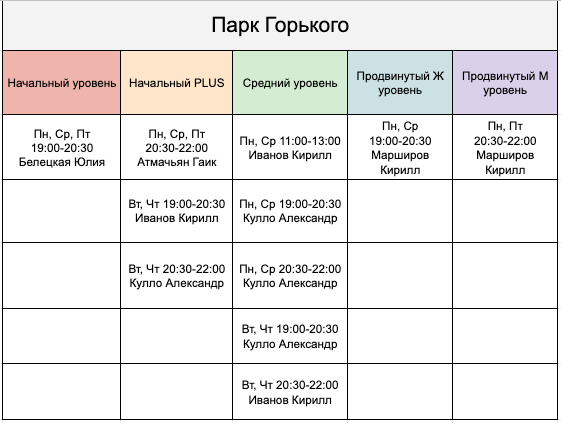 Парк Горького
Начальный уровень
Начальный PLUS
Средний уровень
Продвинутый Ж
уровень
Продвинутый М
уровень
Пн, Ср, Пт
19:00-20:30
Белецкая Юлия
Пн, Ср, Пт
20:30-22:00
Атмачьян Гаик
Пн, Ср 11:00-13:00
Иванов Кирилл
Пн, Ср
19:00-20:30
Марширов
Кирилл
Пн, Пт
20:30-22:00
Марширов
Кирилл
Вт, Чт 19:00-20:30
Иванов Кирилл
Пн, Ср 19:00-20:30
Кулло Александр
Вт, Чт 20:30-22:00
Кулло Александр
Пн, Ср 20:30-22:00
Кулло Александр
Вт, Чт 19:00-20:30
Кулло Александр
Вт, Чт 20:30-22:00
Иванов Кирилл